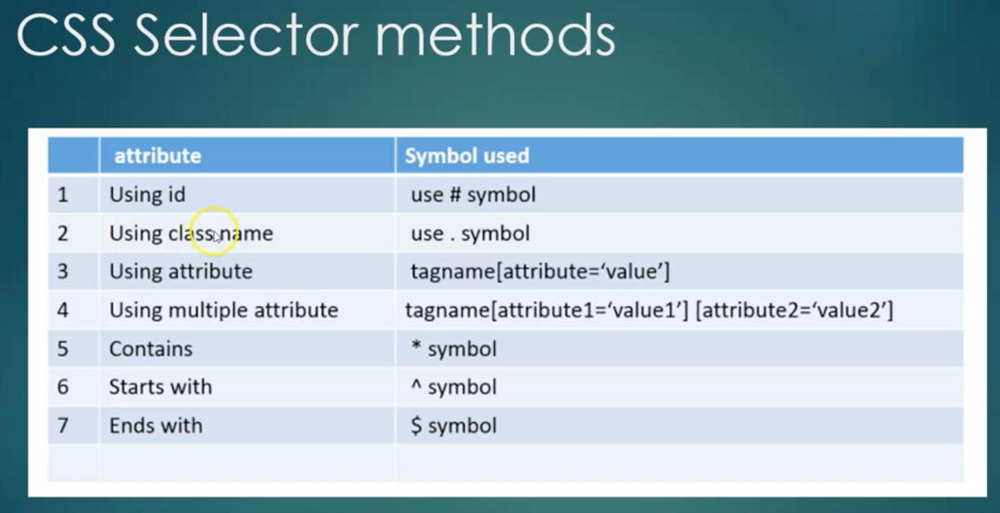 CSS Selector methods
attribute Symbol used
1 Using id use # symbol
2 Using class name use . symbol
3 Using attribute tagname[attribute=‘value’]
4 Using multiple attribute tagname[attribute1=‘value1’] [attribute2=‘value2’]
5 Contains * symbol
6 Starts with ^ symbol
7 Ends with $ symbol